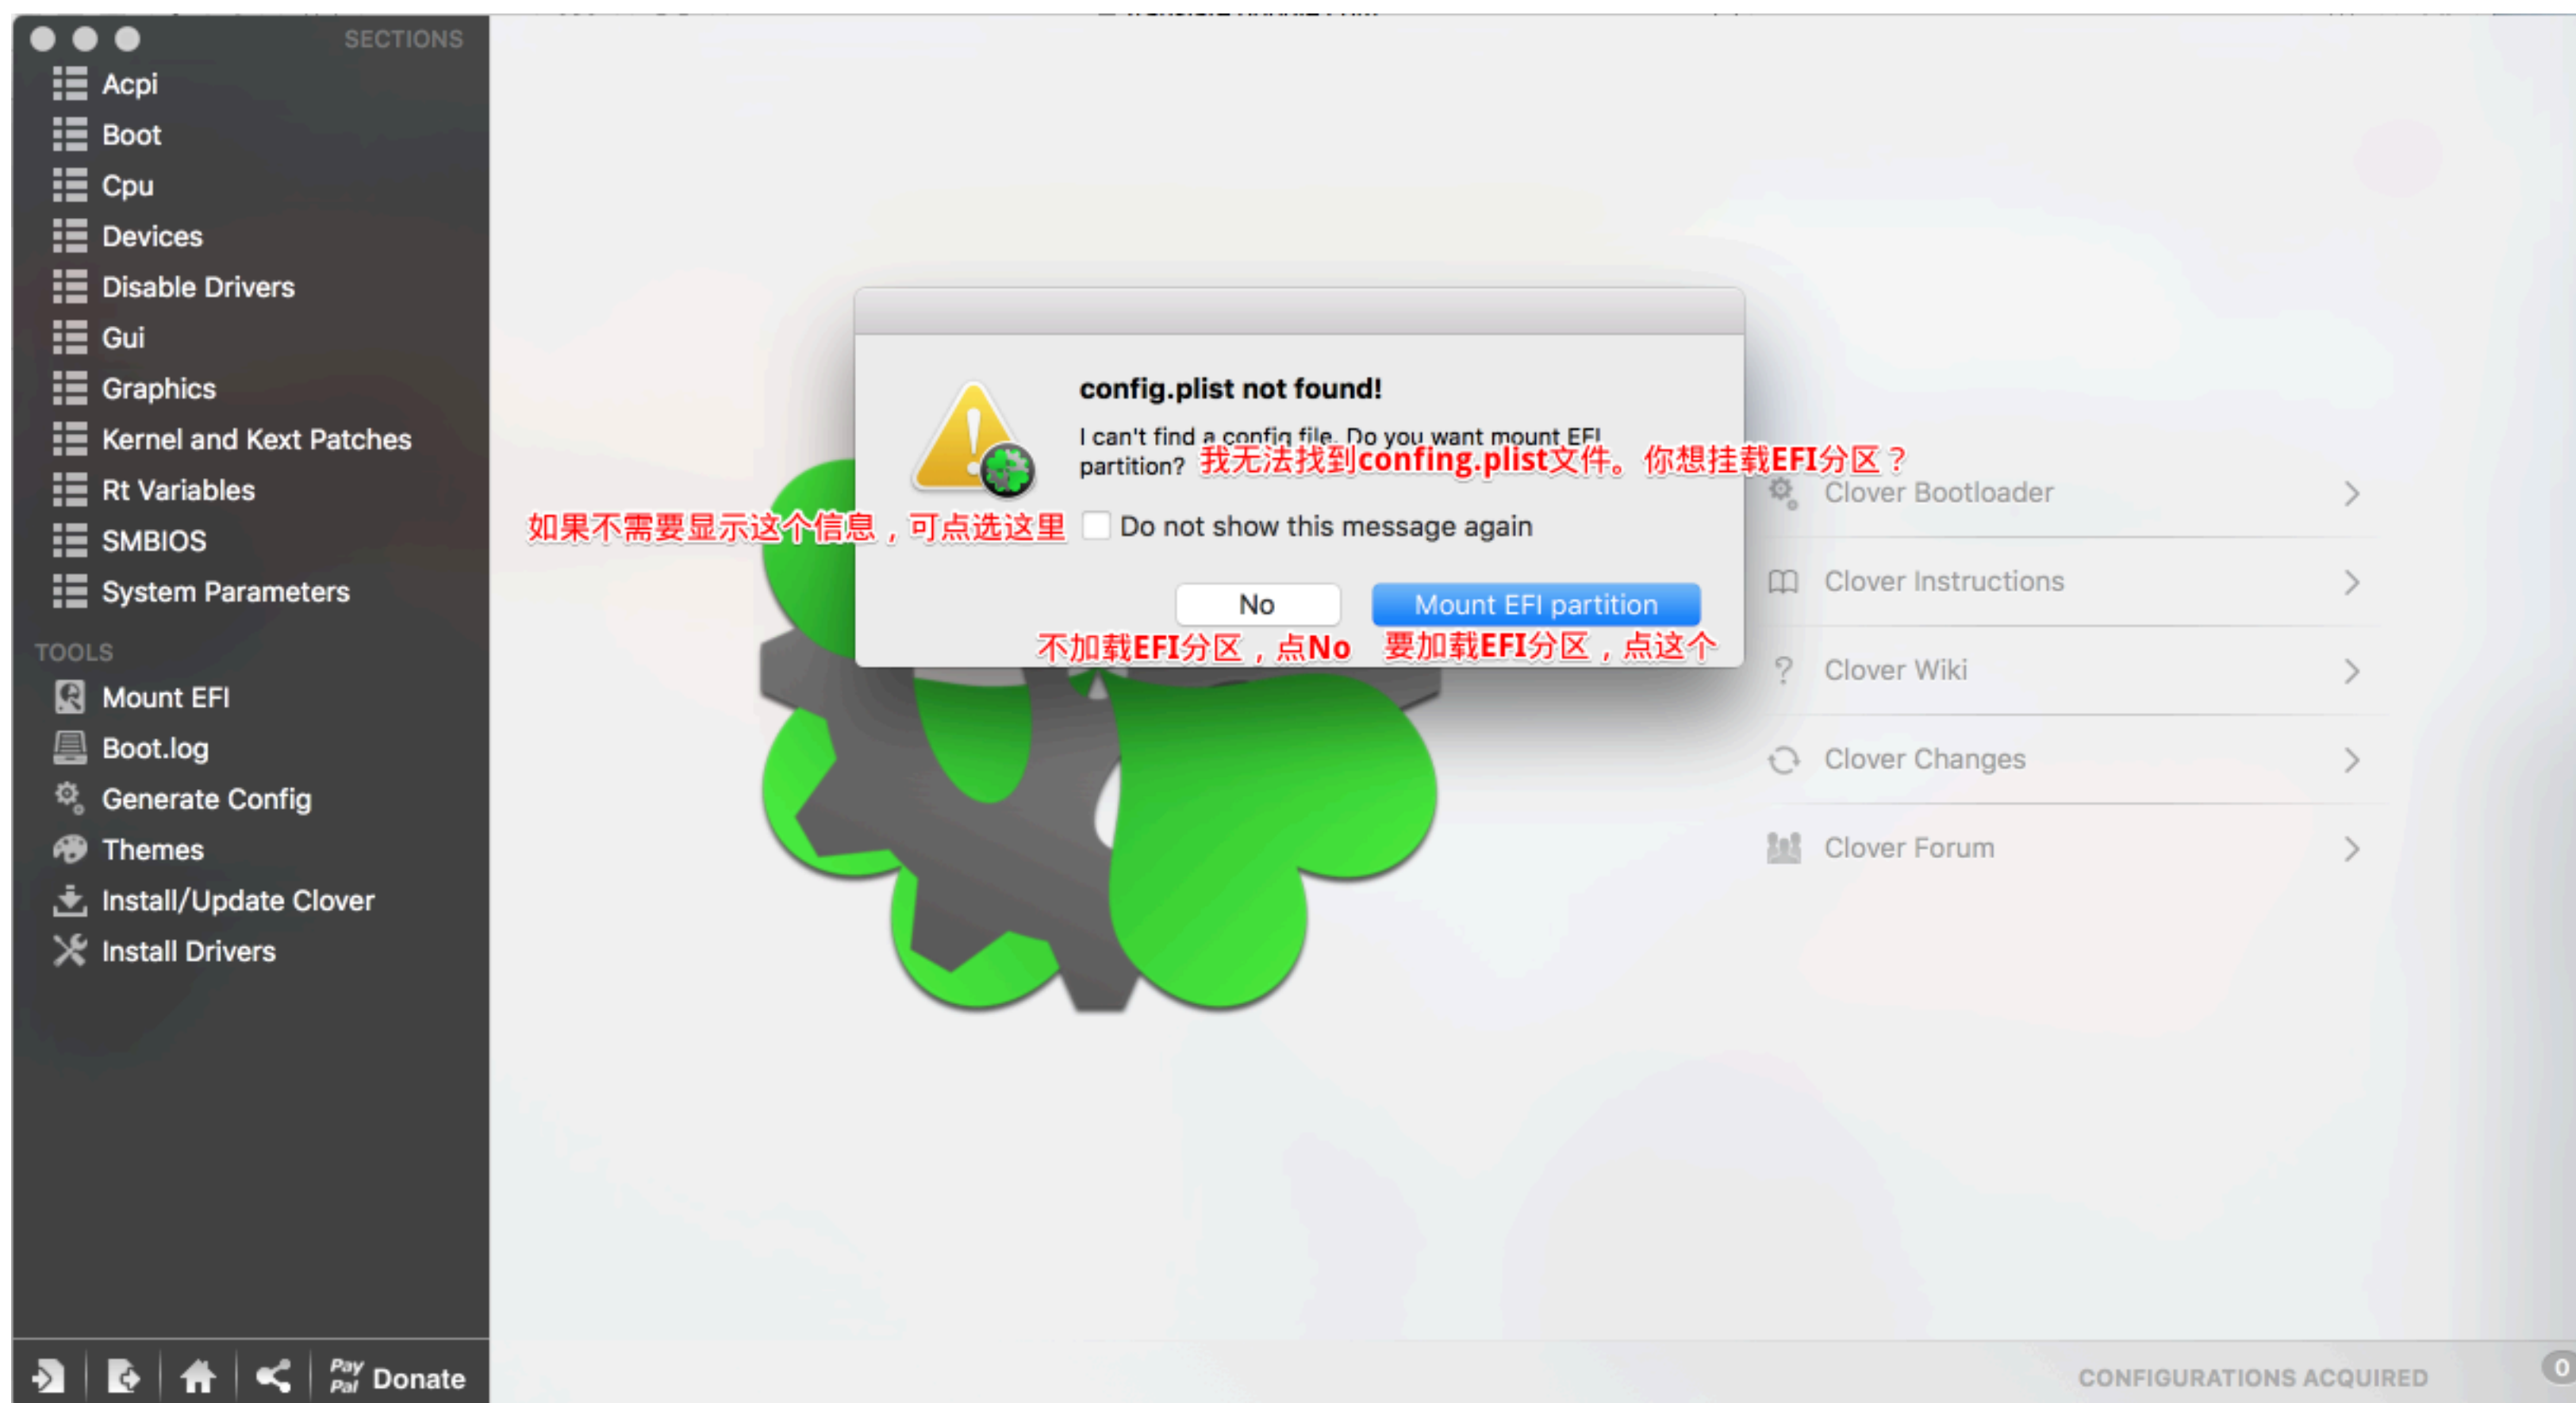 SECTIONS
Acpi
Boot
Cpu
Devices
Disable Drivers
Gui
Graphics
Kernel and Kext Patches
Rt Variables
SMBIOS
System Parameters
TOOLS
Mount EFI
Boot.log
Generate Config
Themes
Install/Update Clover
Install Drivers
Pay
Pal
Donate
config.plist not found!
I can't find a config file. Do you want mount EFI
partition?
我无法找到confing.plist文件。你想挂载EFI分区？
如果不需要显示这个信息，可点选这里
Do not show this message again
No
Mount EFI partition
不加载EFI分区，点No
要加载EFI分区，点这个
Clover Bootloader
Clover Instructions
Clover Wiki
Clover Changes
Clover Forum
CONFIGURATIONS ACQUIRED
0